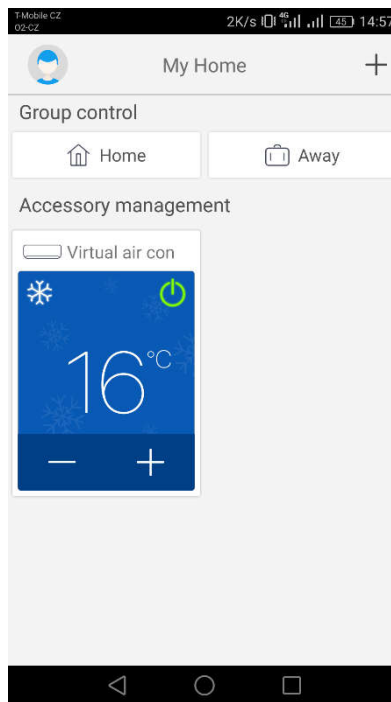 T-Mobile CZ
O2-CZ
2K/s 4G 45 14:57
My Home
Group control
Home
Away
Accessory management
Virtual air con
16 °C